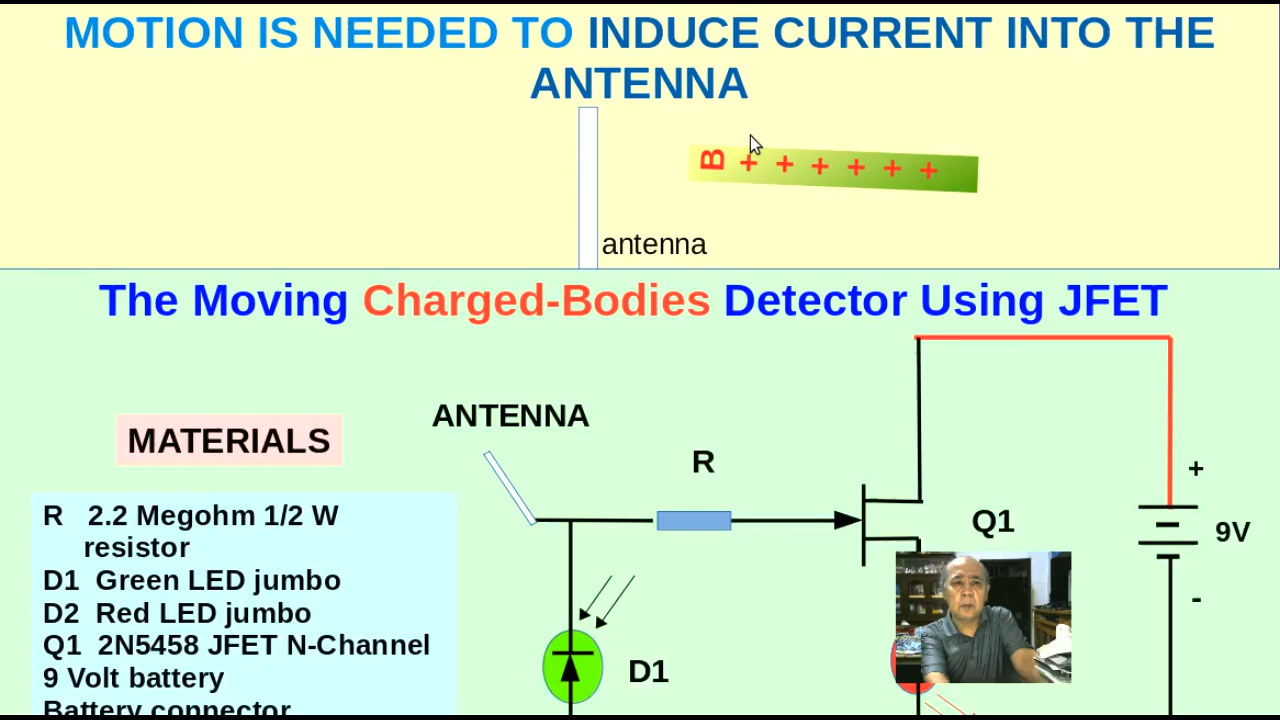 MOTION IS NEEDED TO INDUCE CURRENT INTO THE
ANTENNA
B + + + + + +
antenna
The Moving Charged-Bodies Detector Using JFET
ANTENNA
MATERIALS
R
+
R 2.2 Megohm 1/2 W
resistor
Q1
9V
D1 Green LED jumbo
D2 Red LED jumbo
-
Q1 2N5458 JFET N-Channel
D1
9 Volt battery
Battery connector